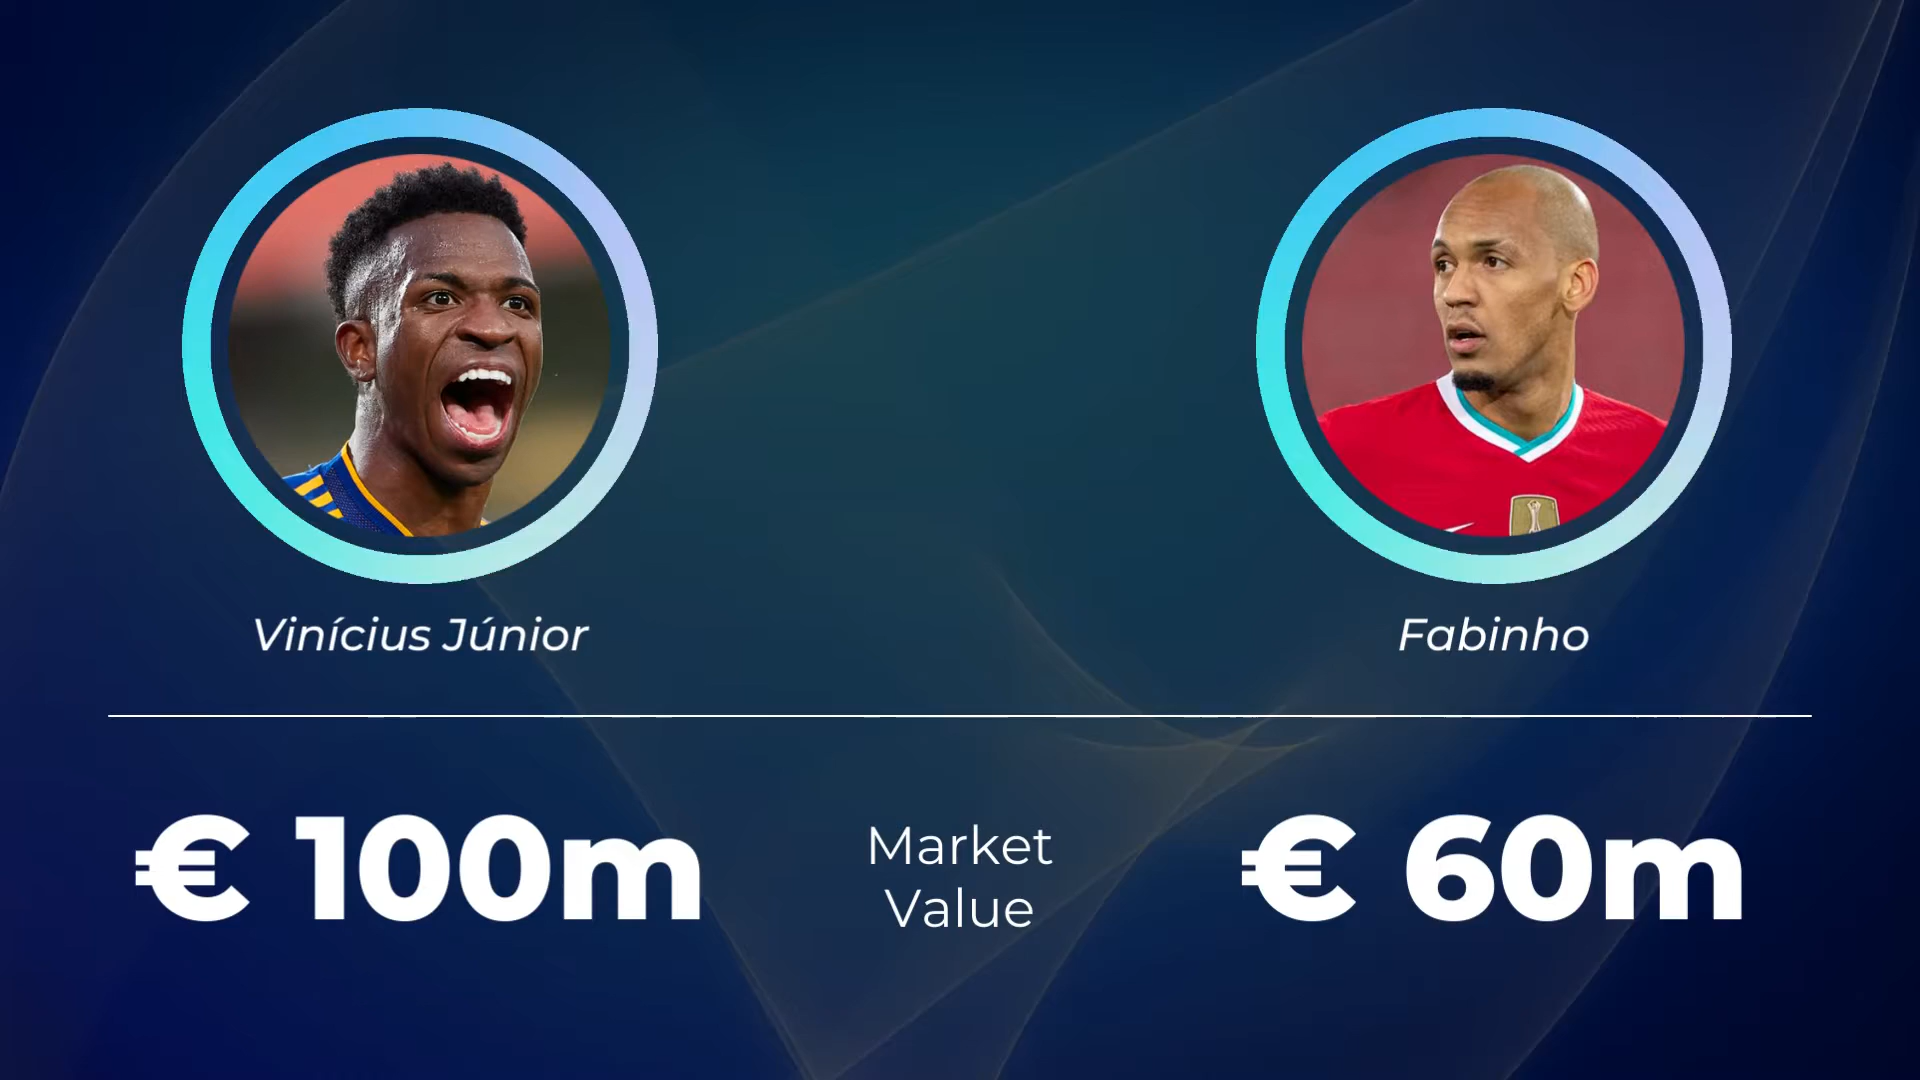 Vinícius Júnior
Fabinho
€ 100m
Market
Value
€ 60m